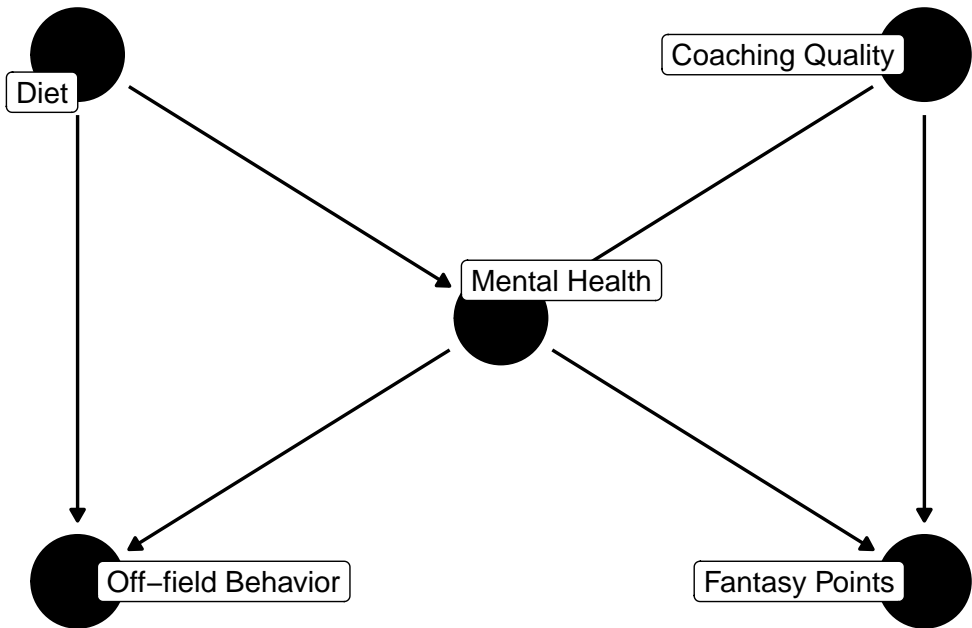 Coaching Quality
Diet
Mental Health
Off−field Behavior
Fantasy Points